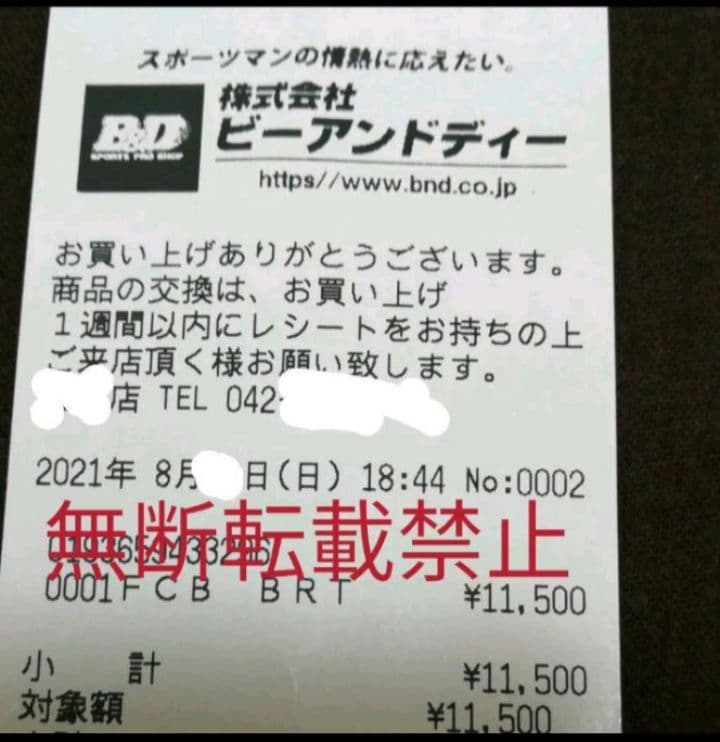 スポーツマンの情熱に応えたい。
B&D
SPORTS PRO SHOP
株式会社
ビーアンドディー
https//www.bnd.co.jp
お買い上げありがとうございます。
商品の交換は、お買い上げ
1週間以内にレシートをお持ちの上
ご来店頂く様お願い致します。
店 TEL 042-
2021年 8月 日(日) 18:44 No:0002
無断転載禁止
0001FCB BRT ¥11,500
小 計 ¥11,500
対象額 ¥11,500